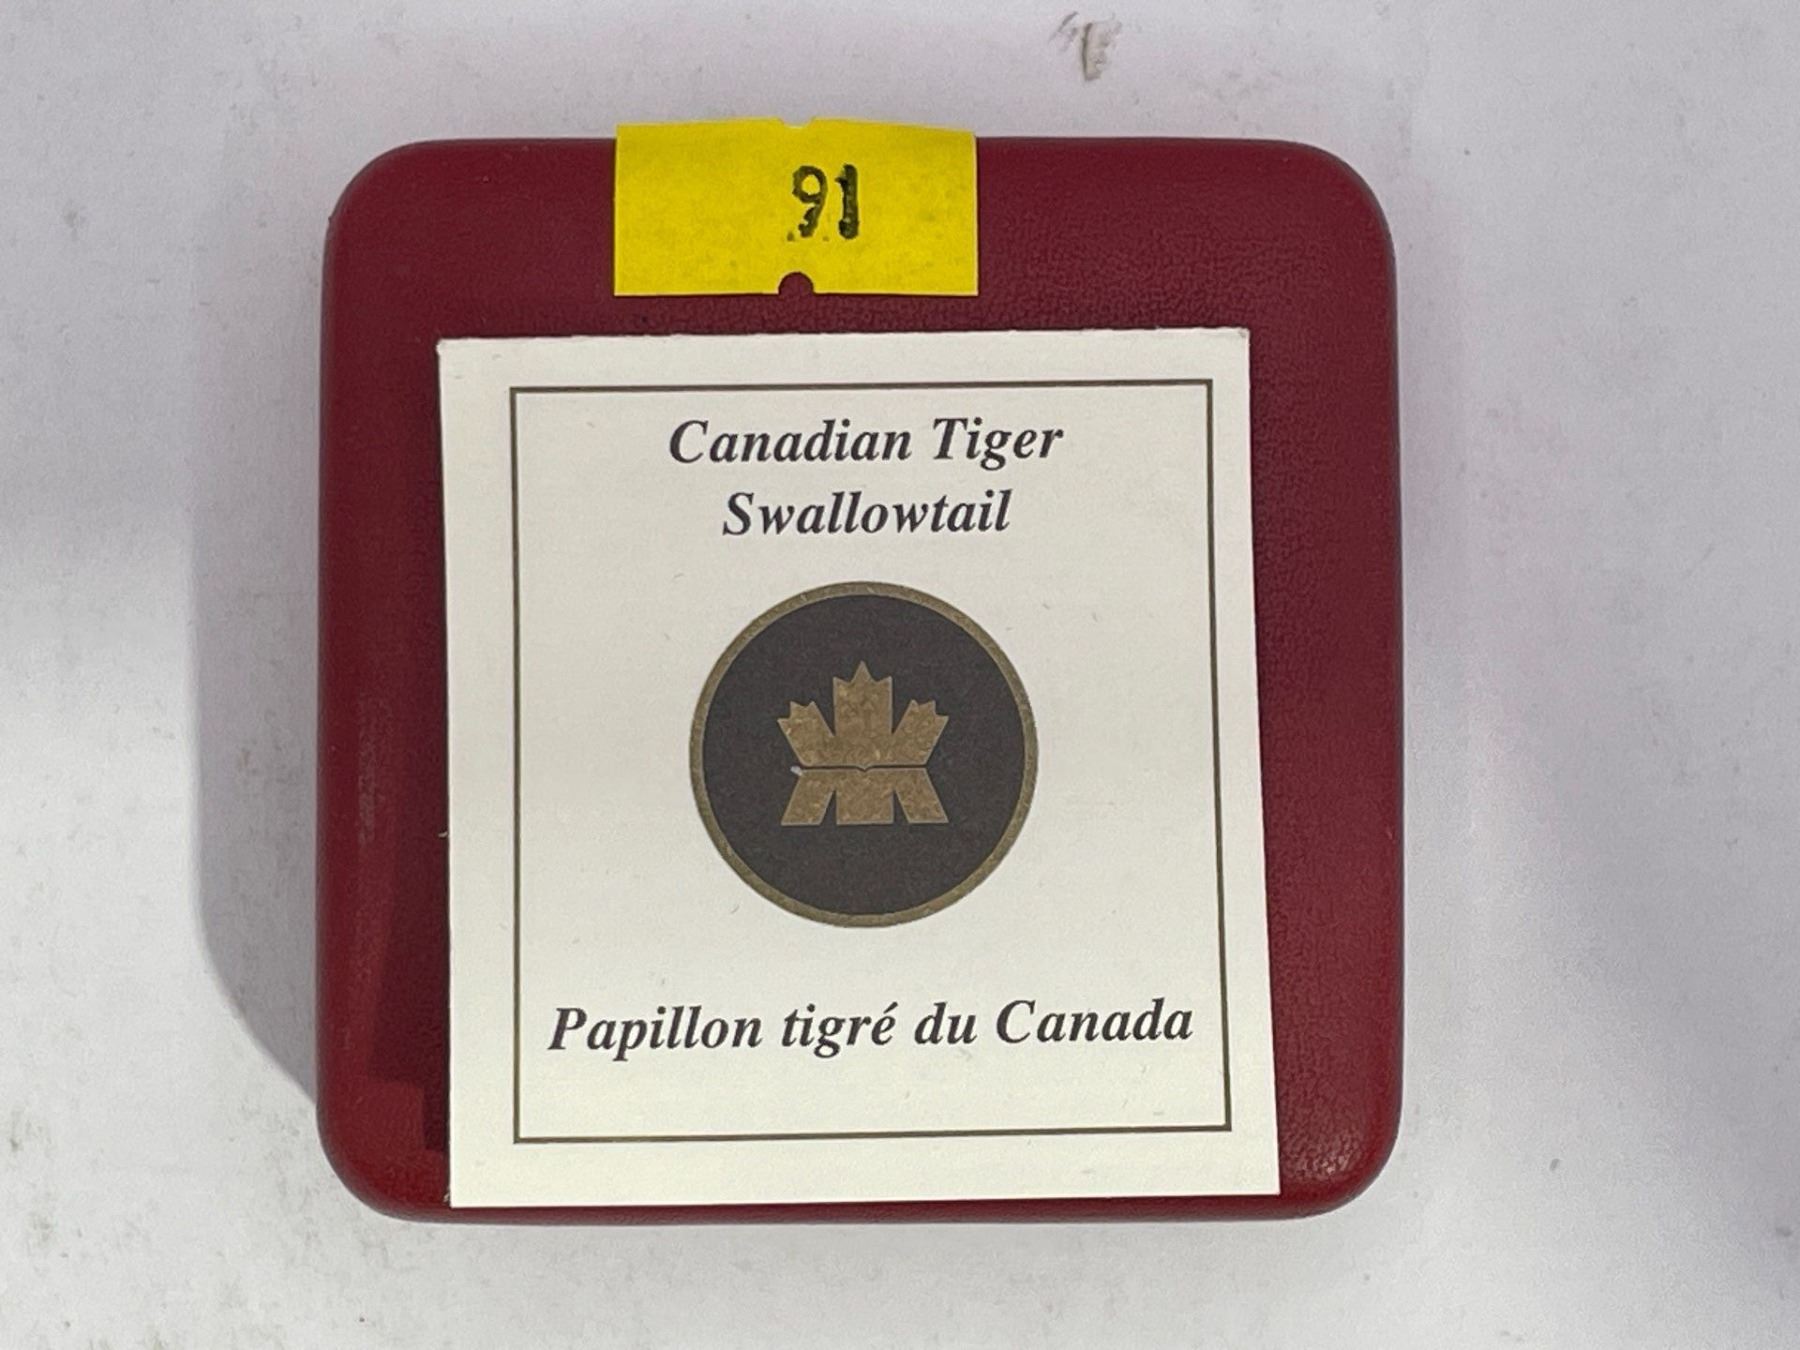 91
Canadian Tiger
Swallowtail
Papillon tigré du Canada